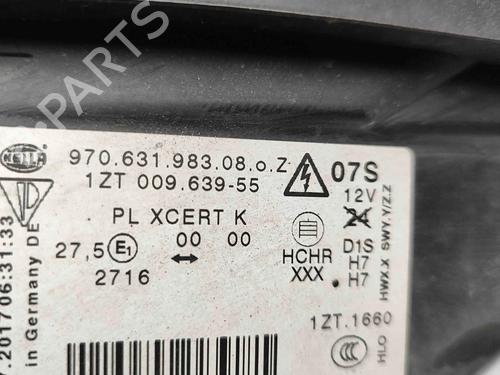 HELLA
970.631.983.08.o.Z
1ZT 009.639-55
07S
12V
24
PL XCERT K
00 00
27,5 E1
2716
HCHR
XXX.
D1S
H7
H7
HWX.X SWY.Y/Z.Z
1ZT.1660
HLO
CCC
.2017 06:31:33
in Germany DE
B-PARTS